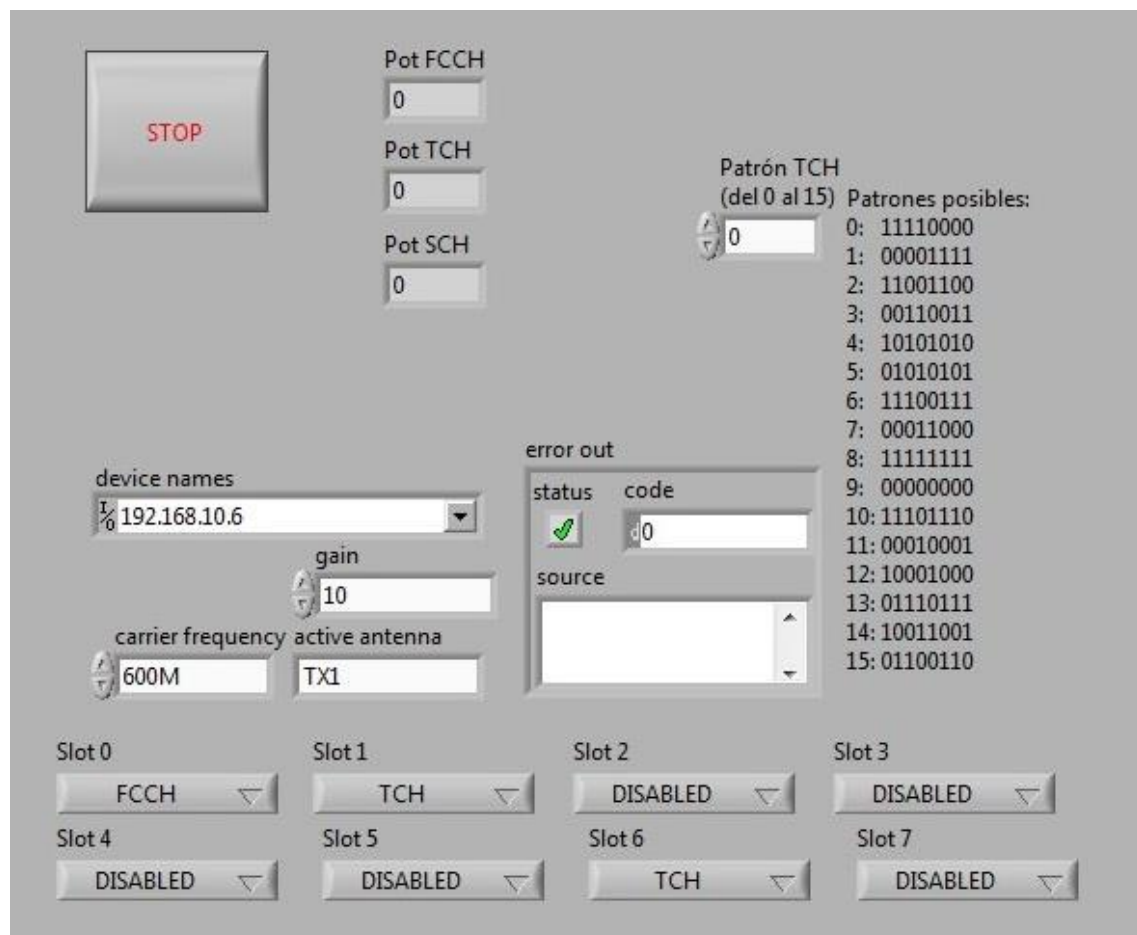 STOP
Pot FCCH
0
Pot TCH
0
Pot SCH
0
Patrón TCH
(del 0 al 15)
0
Patrones posibles:
0: 11110000
1: 00001111
2: 11001100
3: 00110011
4: 10101010
5: 01010101
6: 11100111
7: 00011000
8: 11111111
9: 00000000
10: 11101110
11: 00010001
12: 10001000
13: 01110111
14: 10011001
15: 01100110
device names
I/O 192.168.10.6
gain
10
carrier frequency
600M
active antenna
TX1
error out
status
code
d 0
source
Slot 0
FCCH
Slot 1
TCH
Slot 2
DISABLED
Slot 3
DISABLED
Slot 4
DISABLED
Slot 5
DISABLED
Slot 6
TCH
Slot 7
DISABLED